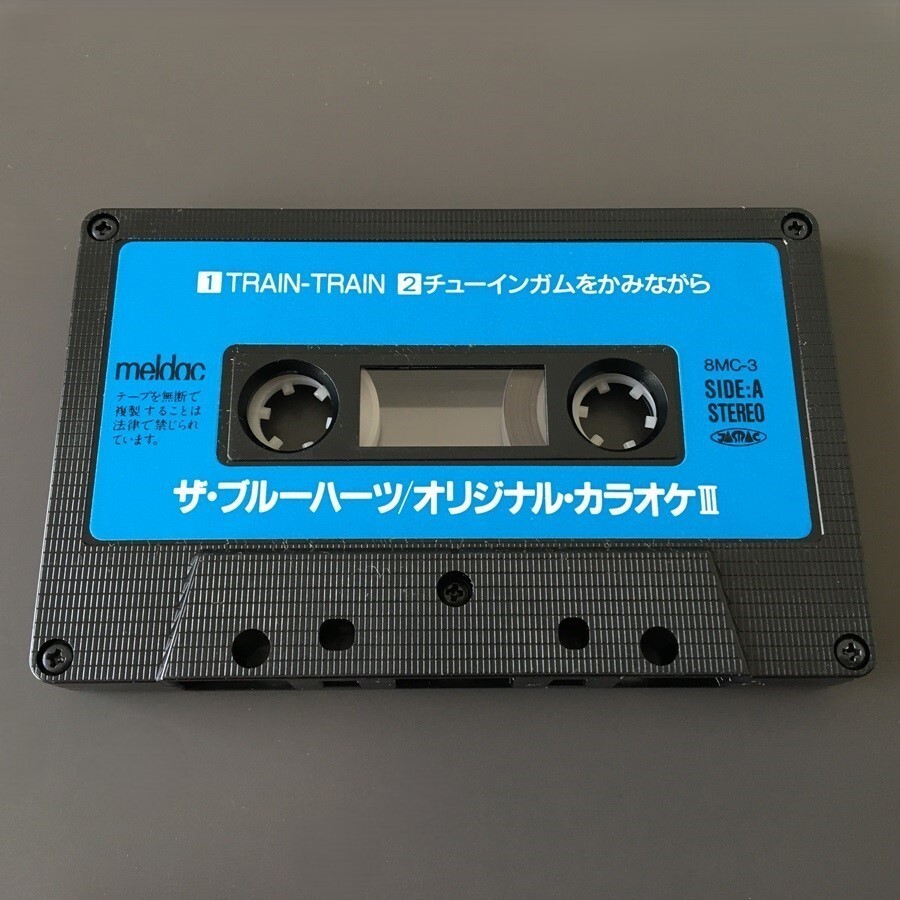 1 TRAIN-TRAIN 2 チューインガムをかみながら
meldac
テープを無断で
複製することは
法律で禁じられ
ています。
8MC-3
SIDE:A
STEREO
JASRAC
ザ・ブルーハーツ/オリジナル・カラオケⅢ